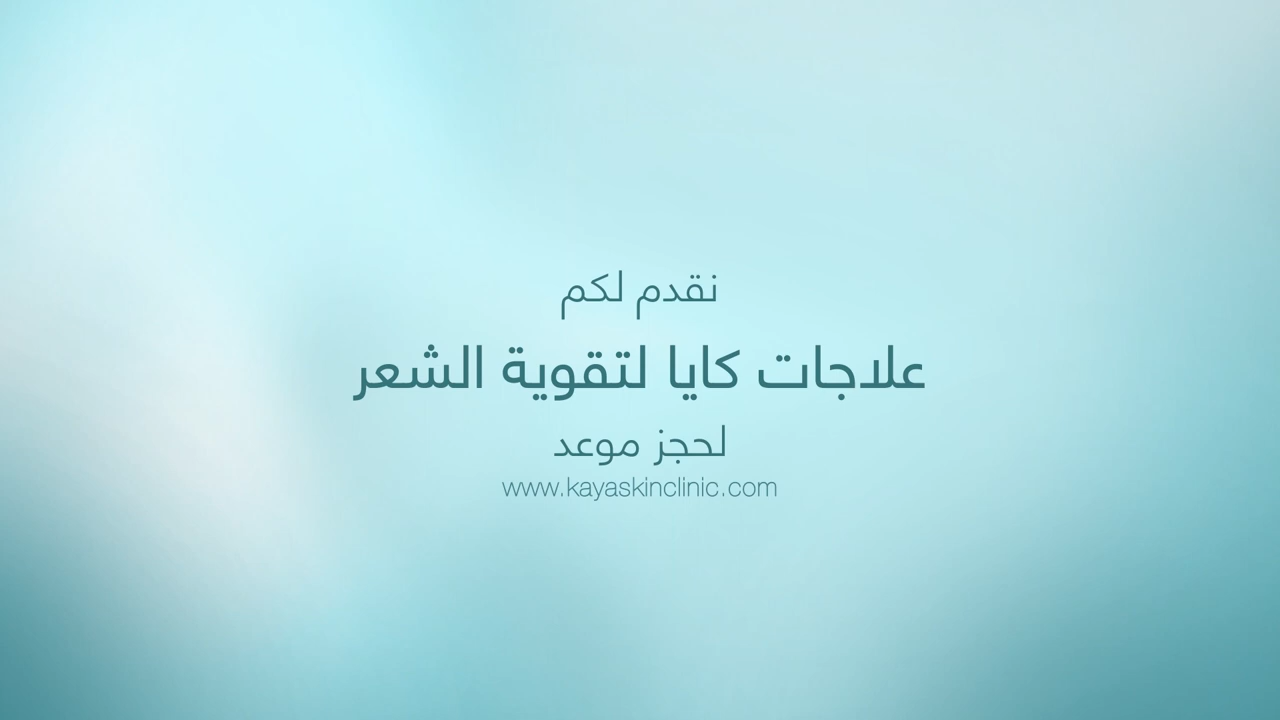 نقدم لكم
علاجات كايا لتقوية الشعر
لحجز موعد
www.kayaskinclinic.com